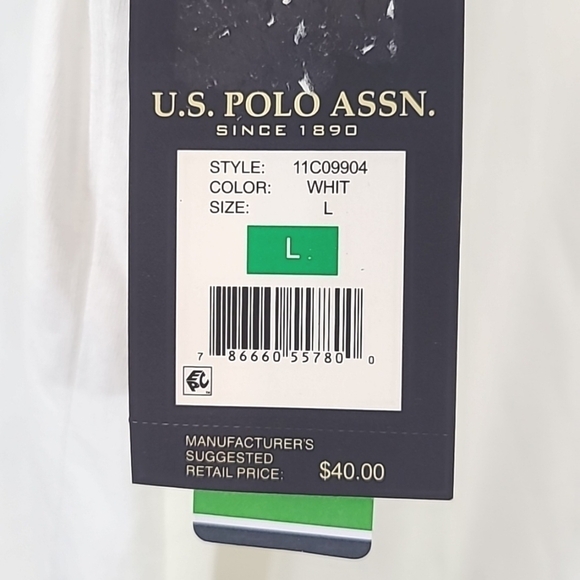 U.S. POLO ASSN.
SINCE 1890
STYLE: 11C09904
COLOR: WHIT
SIZE: L
L
7 86660 55780 0
EPC
MANUFACTURER'S
SUGGESTED
RETAIL PRICE: $40.00